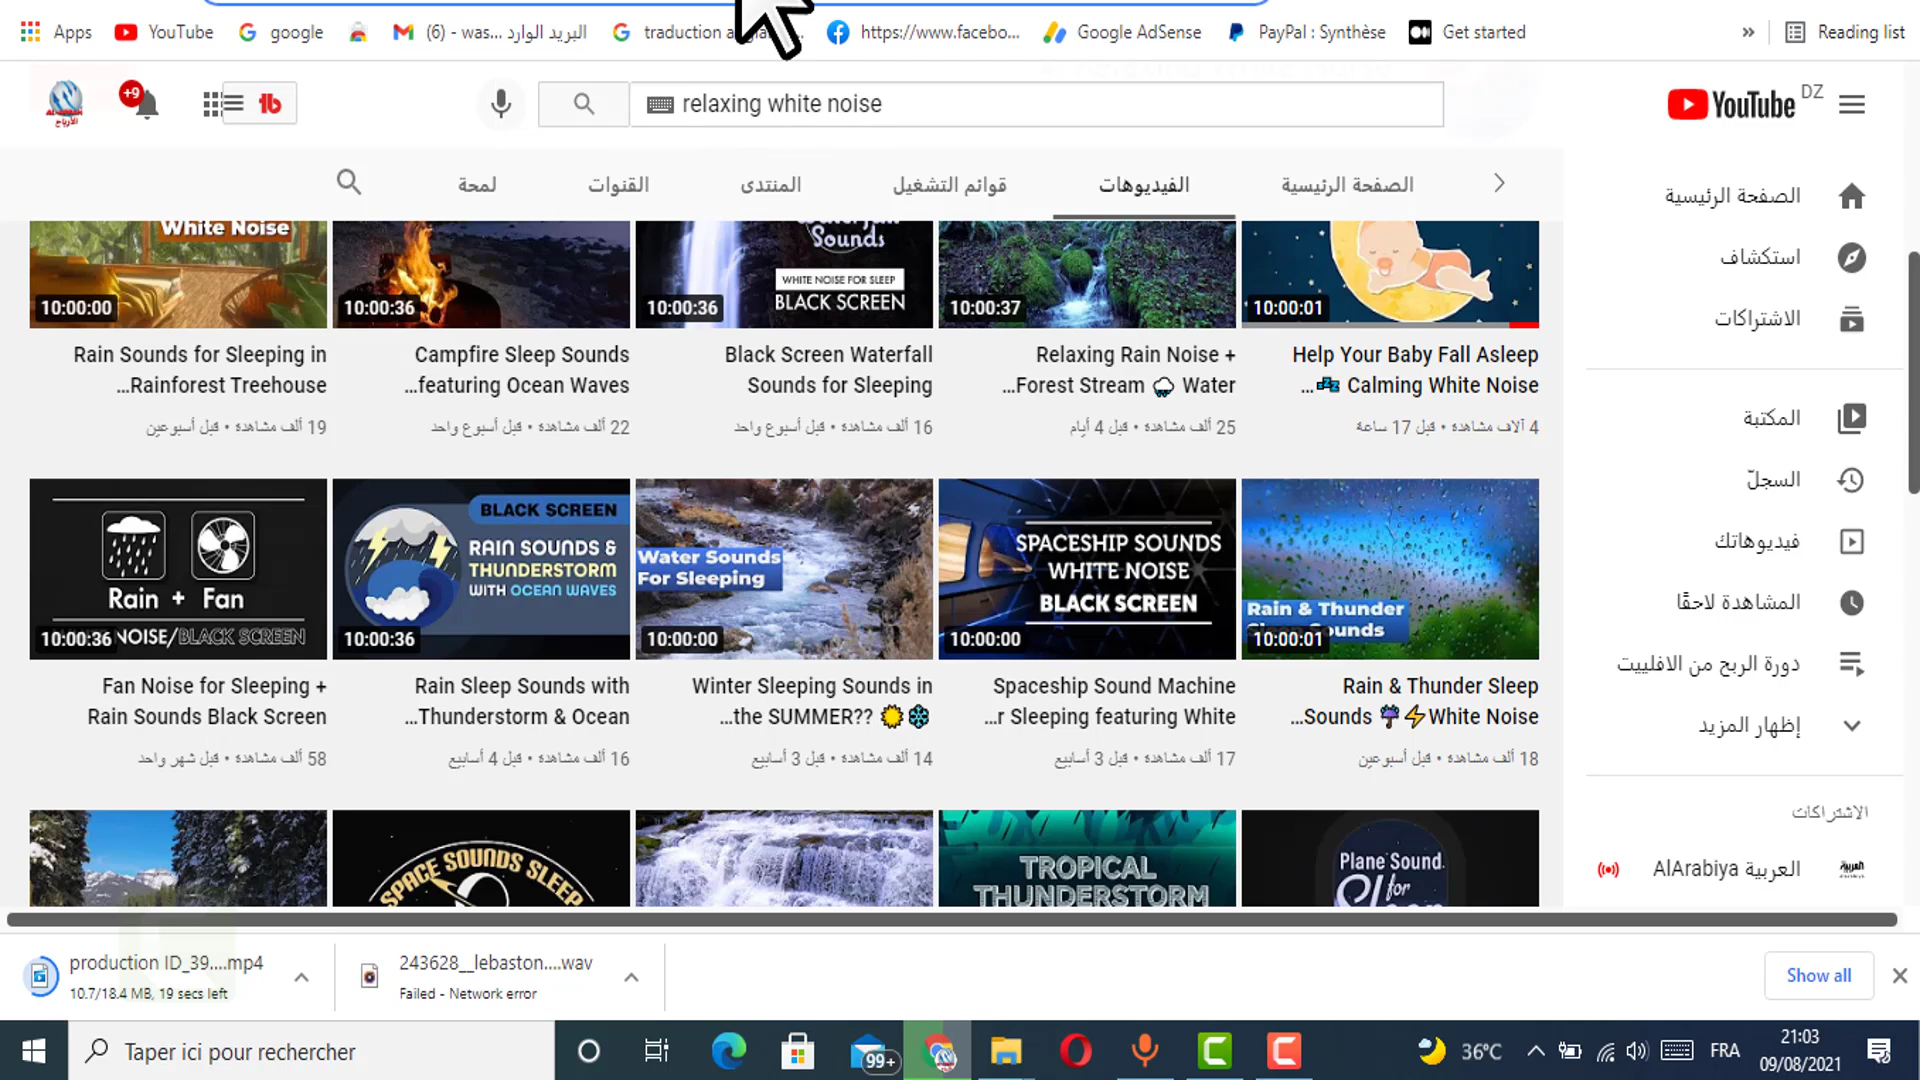 Apps
YouTube
google
(6) - was... البريد الوارد
https://www.facebo...
Google AdSense
PayPal : Synthèse
Get started
»
Reading list
+9
relaxing white noise
YouTube DZ
الصفحة الرئيسية
الفيديوهات
قوائم التشغيل
المنتدى
القنوات
لمحة
White Noise
10:00:00
10:00:36
Sounds
WHITE NOISE FOR SLEEP
BLACK SCREEN
10:00:36
10:00:37
10:00:01
Rain Sounds for Sleeping in
...Rainforest Treehouse
19 ألف مشاهدة • قبل أسبوعين
Campfire Sleep Sounds
...featuring Ocean Waves
22 ألف مشاهدة • قبل أسبوع واحد
Black Screen Waterfall
Sounds for Sleeping
16 ألف مشاهدة • قبل أسبوع واحد
Relaxing Rain Noise +
...Forest Stream 🌧 Water
25 ألف مشاهدة • قبل 4 أيام
Help Your Baby Fall Asleep
...💤 Calming White Noise
4 آلاف مشاهدة • قبل 17 ساعة
Rain + Fan
NOISE/BLACK SCREEN
10:00:36
BLACK SCREEN
RAIN SOUNDS &
THUNDERSTORM
WITH OCEAN WAVES
10:00:36
Water Sounds
For Sleeping
10:00:00
SPACESHIP SOUNDS
WHITE NOISE
BLACK SCREEN
10:00:00
Rain & Thunder
10:00:01
Fan Noise for Sleeping +
Rain Sounds Black Screen
58 ألف مشاهدة • قبل شهر واحد
Rain Sleep Sounds with
...Thunderstorm & Ocean
16 ألف مشاهدة • قبل 4 أسابيع
Winter Sleeping Sounds in
...the SUMMER?? ☀❄
14 ألف مشاهدة • قبل 3 أسابيع
Spaceship Sound Machine
...r Sleeping featuring White
17 ألف مشاهدة • قبل 3 أسابيع
Rain & Thunder Sleep
...Sounds ☔⚡White Noise
18 ألف مشاهدة • قبل أسبوعين
SPACE SOUNDS SLEEP
TROPICAL
THUNDERSTORM
Plane Sound
for
الصفحة الرئيسية
استكشاف
الاشتراكات
المكتبة
السجلّ
فيديوهاتك
المشاهدة لاحقًا
دورة الربح من الافلييت
إظهار المزيد
الاشتراكات
AlArabiya العربية
production ID_39....mp4
10.7/18.4 MB, 19 secs left
243628__lebaston....wav
Failed - Network error
Show all
Taper ici pour rechercher
99+
36°C
FRA
21:03
09/08/2021